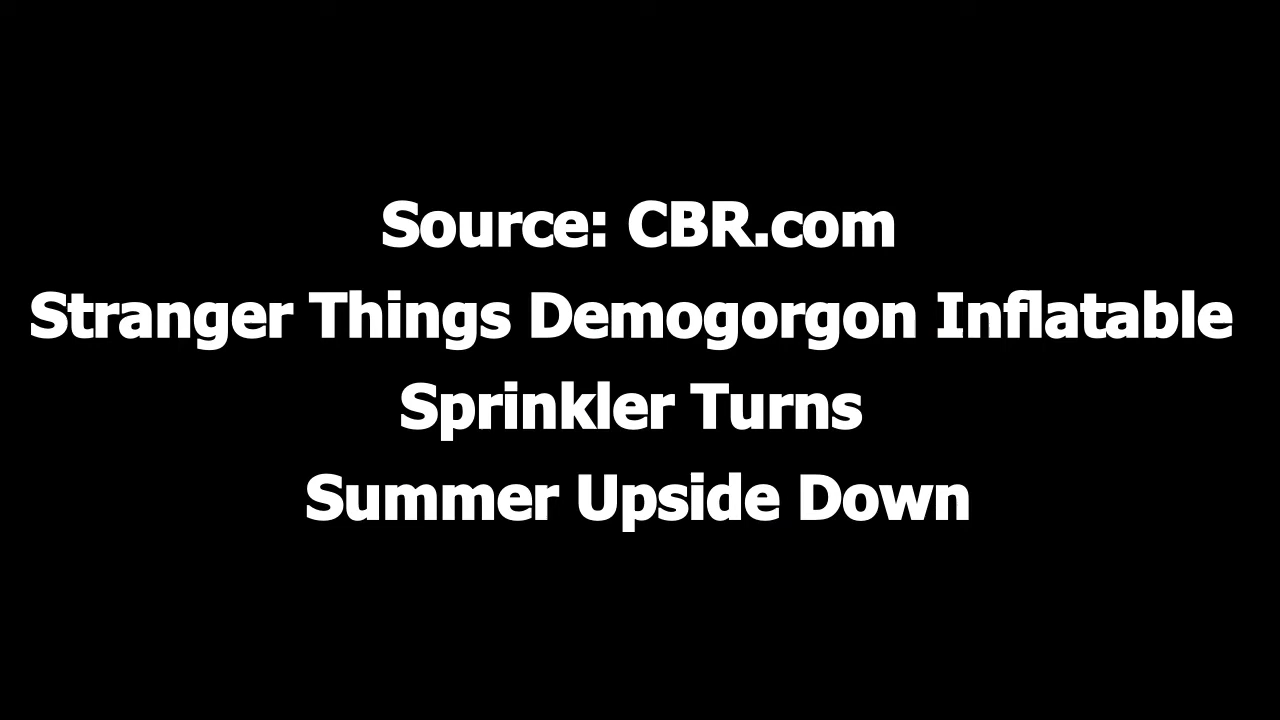 Source: CBR.com
Stranger Things Demogorgon Inflatable
Sprinkler Turns
Summer Upside Down